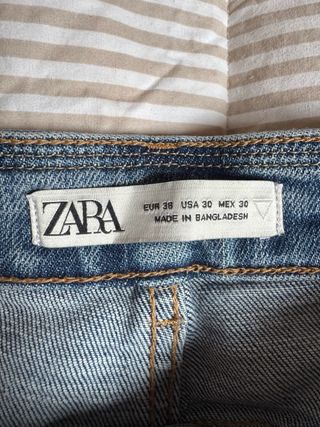 ZARA
EUR 38 USA 30 MEX 30
MADE IN BANGLADESH